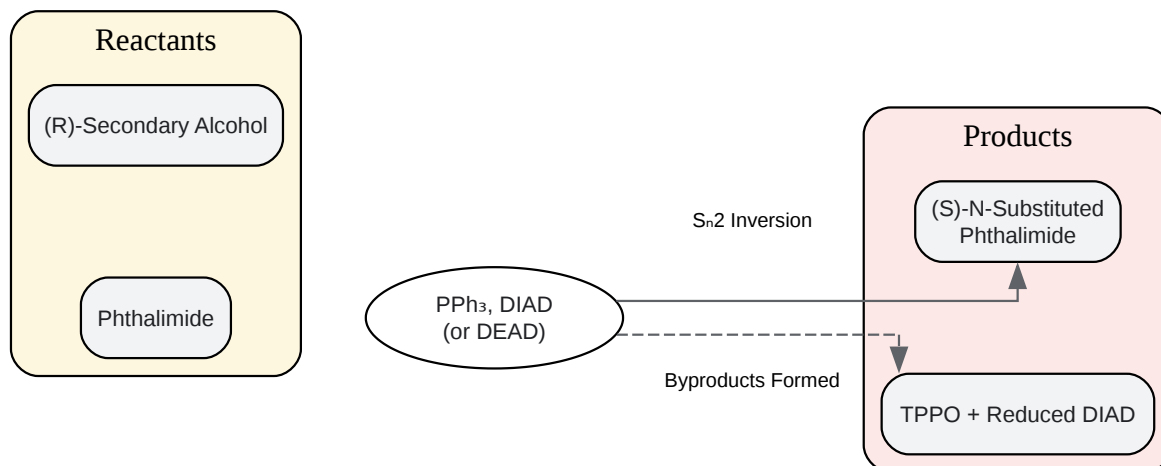 Reactants
(R)-Secondary Alcohol
Phthalimide
PPh₃, DIAD
(or DEAD)
Sₙ2 Inversion
Byproducts Formed
Products
(S)-N-Substituted
Phthalimide
TPPO + Reduced DIAD